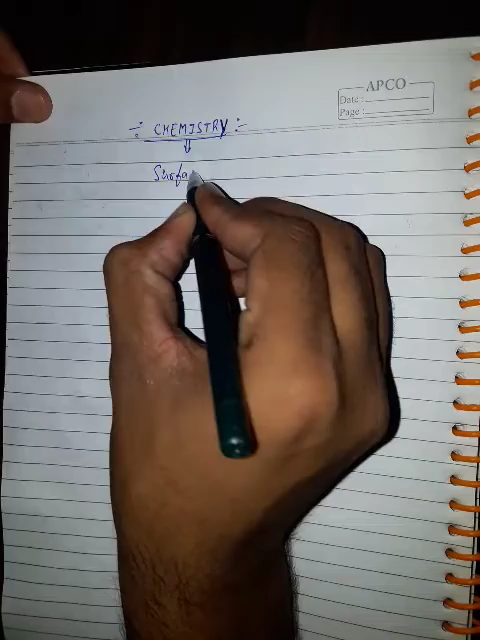 APCO
Date :
Page :
-:- CHEMISTRY :-
⇓
Surfa